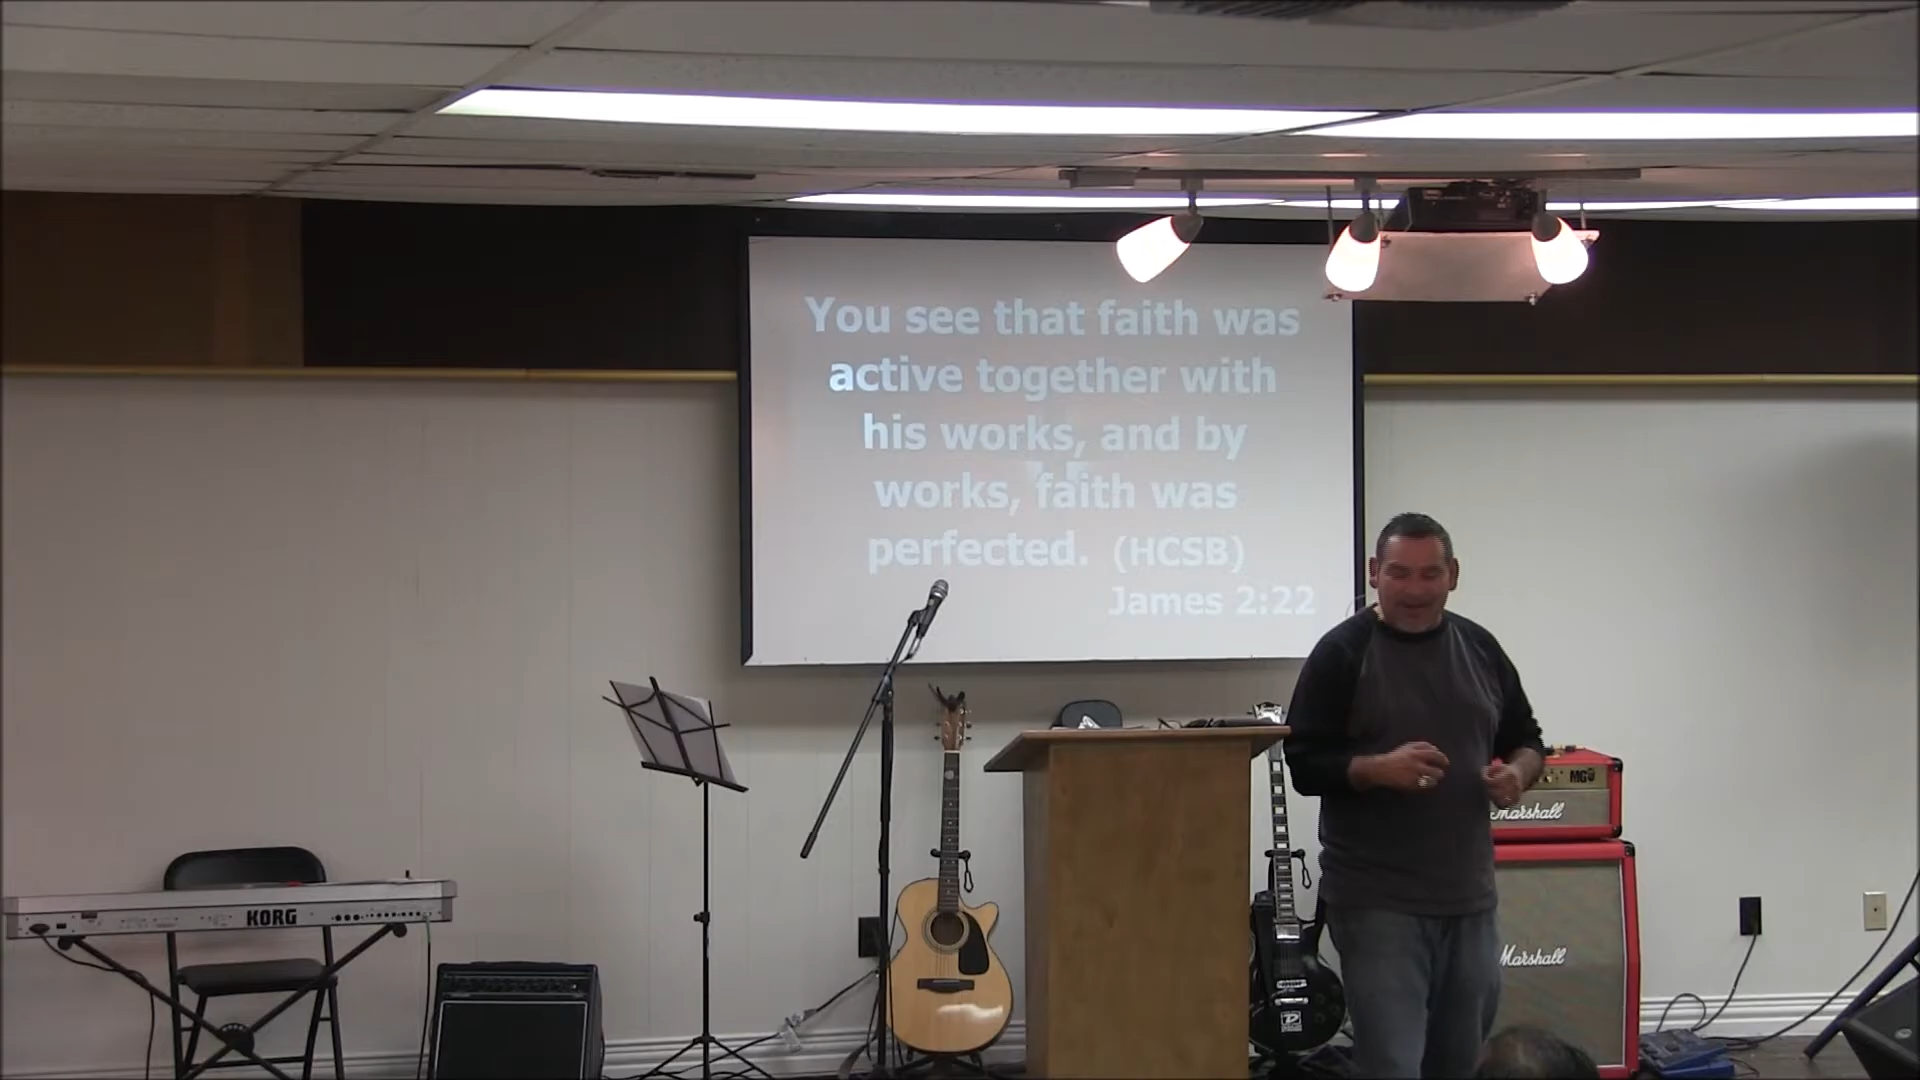 You see that faith was
active together with
his works, and by
works, faith was
perfected. (HCSB)
James 2:22
MG
Marshall
Marshall
KORG